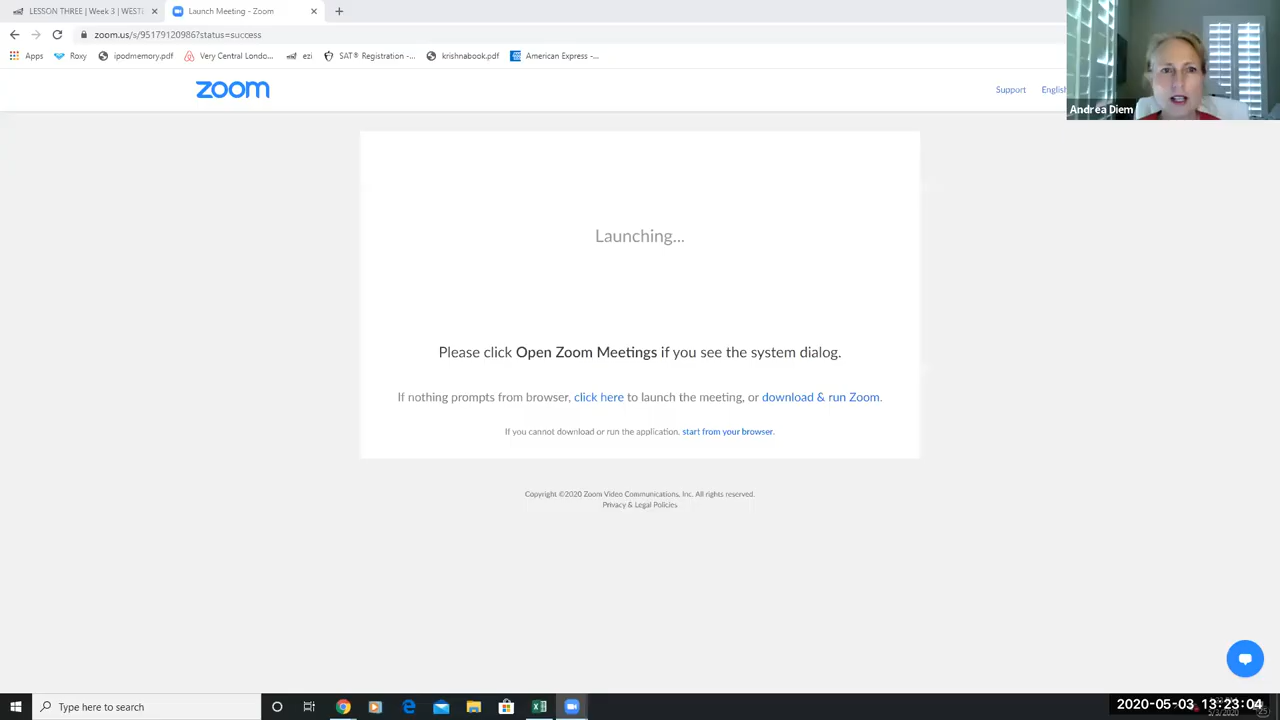 LESSON THREE | Week 3 | WEST
Launch Meeting - Zoom
zoom.us/s/95179120986?status=success
Apps
Roxy
ipodmemory.pdf
Very Central Londo...
ezi
SAT® Registration -...
krishnabook.pdf
American Express -...
zoom
Support
English
Andrea Diem
Launching...
Please click Open Zoom Meetings if you see the system dialog.
If nothing prompts from browser, click here to launch the meeting, or download & run Zoom.
If you cannot download or run the application, start from your browser.
Copyright ©2020 Zoom Video Communications, Inc. All rights reserved.
Privacy & Legal Policies
Type here to search
2020-05-03 13:23:04